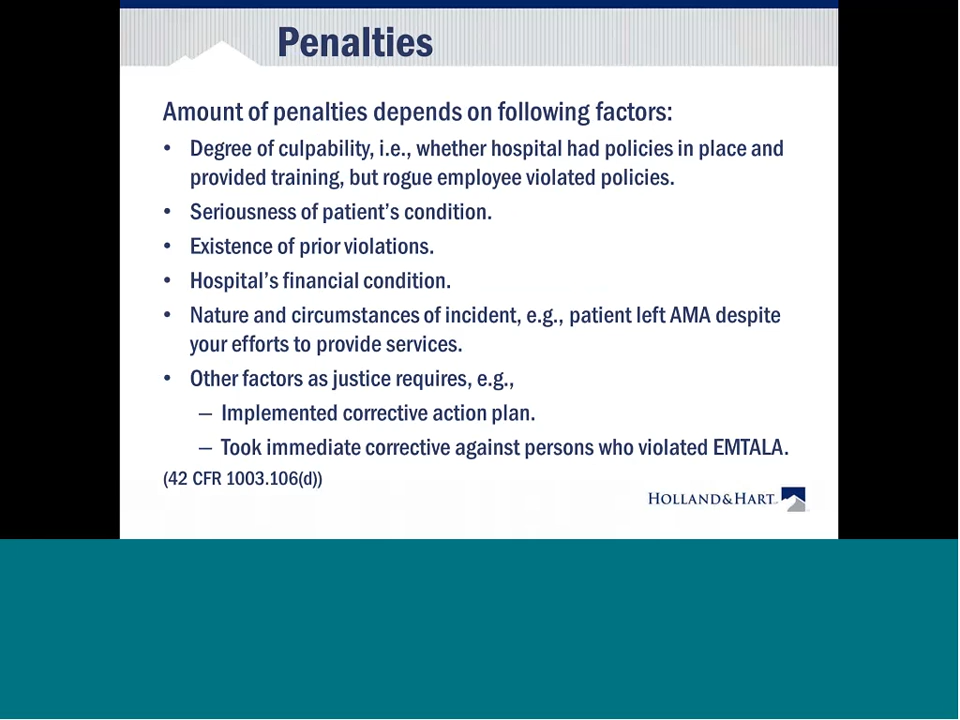 Penalties
Amount of penalties depends on following factors:
• Degree of culpability, i.e., whether hospital had policies in place and
provided training, but rogue employee violated policies.
• Seriousness of patient's condition.
• Existence of prior violations.
• Hospital's financial condition.
• Nature and circumstances of incident, e.g., patient left AMA despite
your efforts to provide services.
• Other factors as justice requires, e.g.,
– Implemented corrective action plan.
– Took immediate corrective against persons who violated EMTALA.
(42 CFR 1003.106(d))
HOLLAND&HART